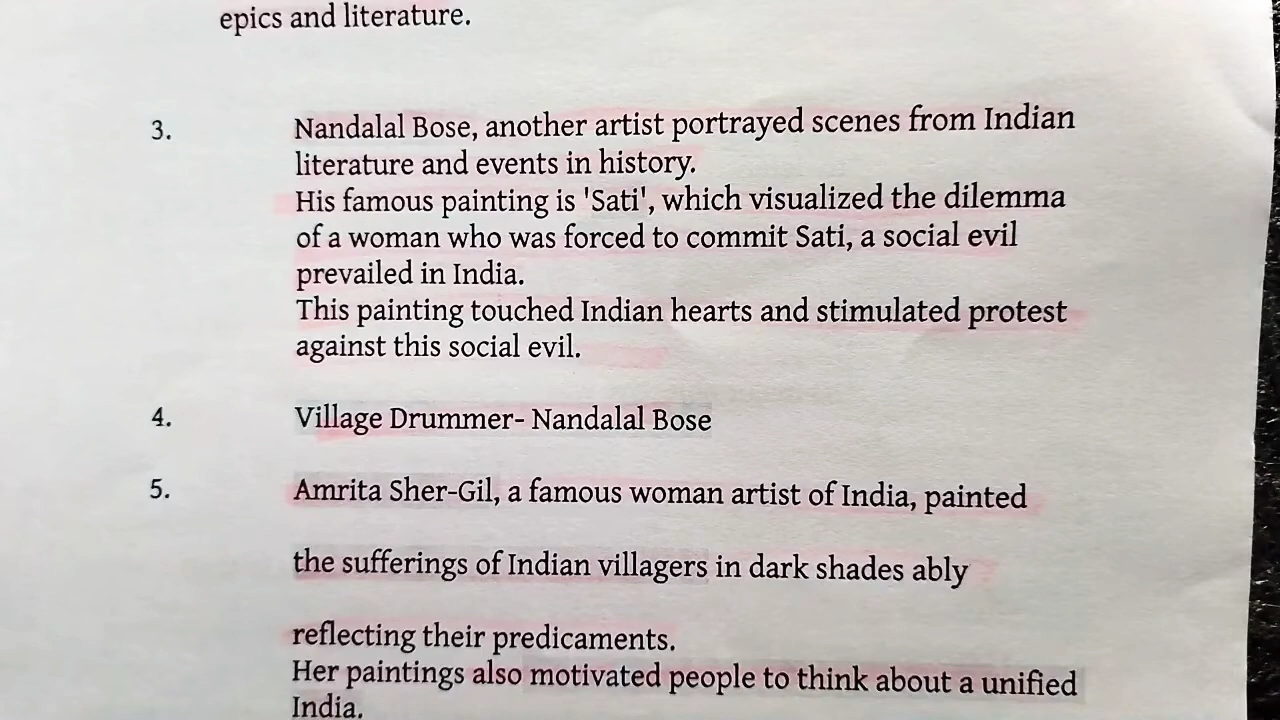 epics and literature.
3. Nandalal Bose, another artist portrayed scenes from Indian
literature and events in history.
His famous painting is 'Sati', which visualized the dilemma
of a woman who was forced to commit Sati, a social evil
prevailed in India.
This painting touched Indian hearts and stimulated protest
against this social evil.
4. Village Drummer- Nandalal Bose
5. Amrita Sher-Gil, a famous woman artist of India, painted
the sufferings of Indian villagers in dark shades ably
reflecting their predicaments.
Her paintings also motivated people to think about a unified
India.